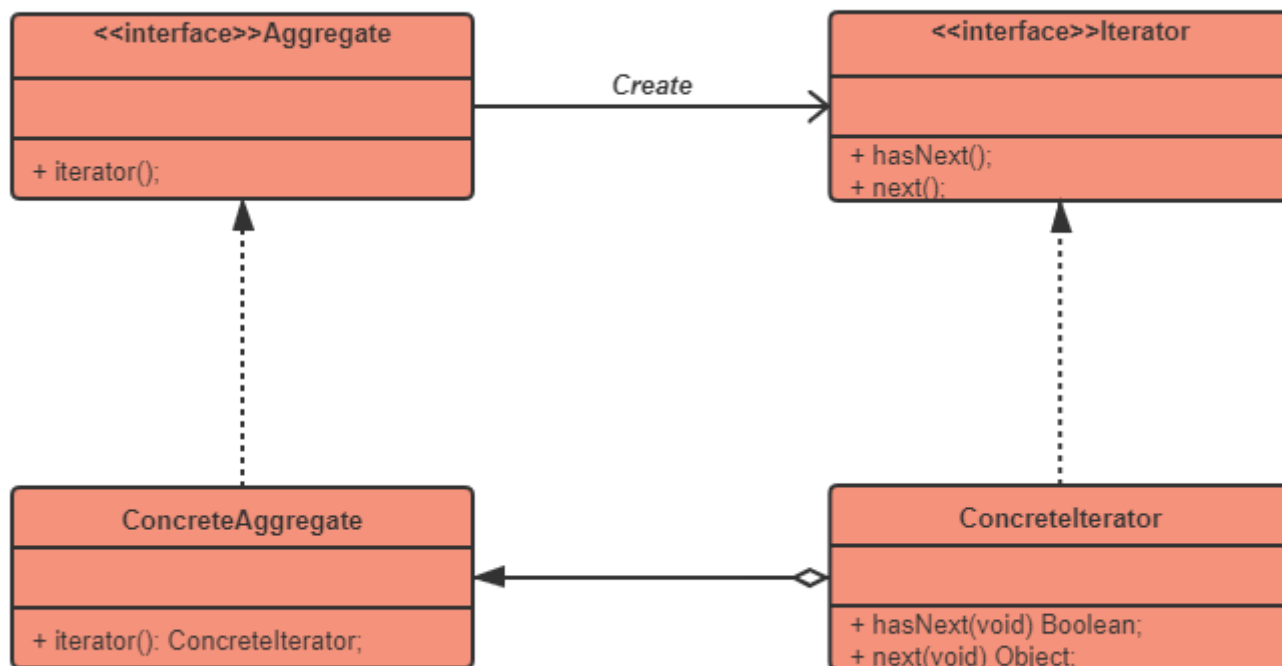 <<interface>>Aggregate
+ iterator();
Create
<<interface>>Iterator
+ hasNext();
+ next();
ConcreteAggregate
+ iterator(): ConcreteIterator;
ConcreteIterator
+ hasNext(void) Boolean;
+ next(void) Object;